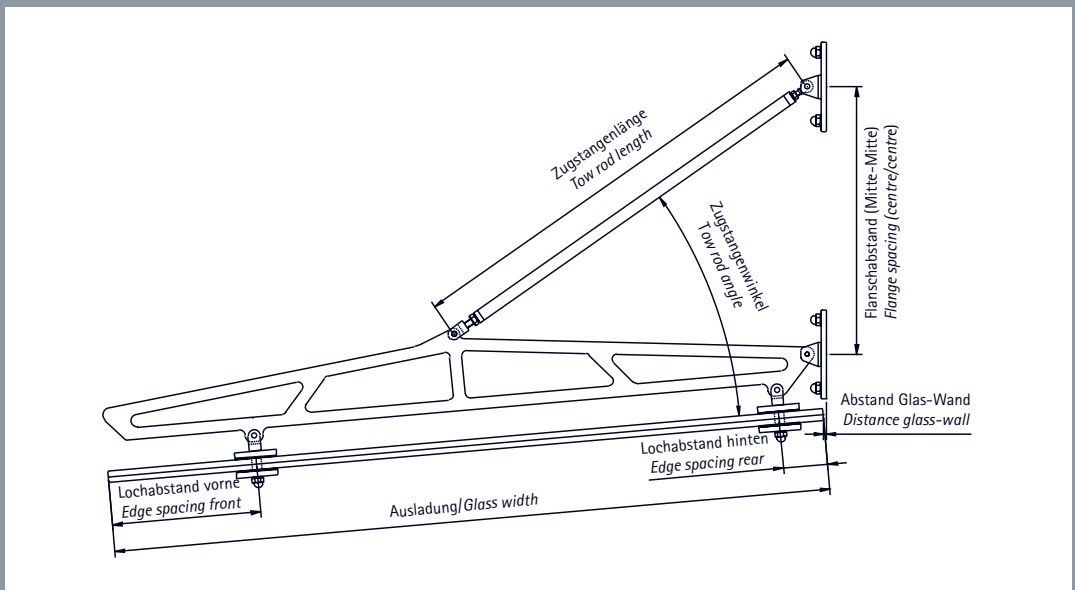 Zugstangenlänge
Tow rod length
Zugstangenwinkel
Tow rod angle
Flanschabstand (Mitte-Mitte)
Flange spacing (centre/centre)
Abstand Glas-Wand
Distance glass-wall
Lochabstand hinten
Edge spacing rear
Lochabstand vorne
Edge spacing front
Ausladung/Glass width